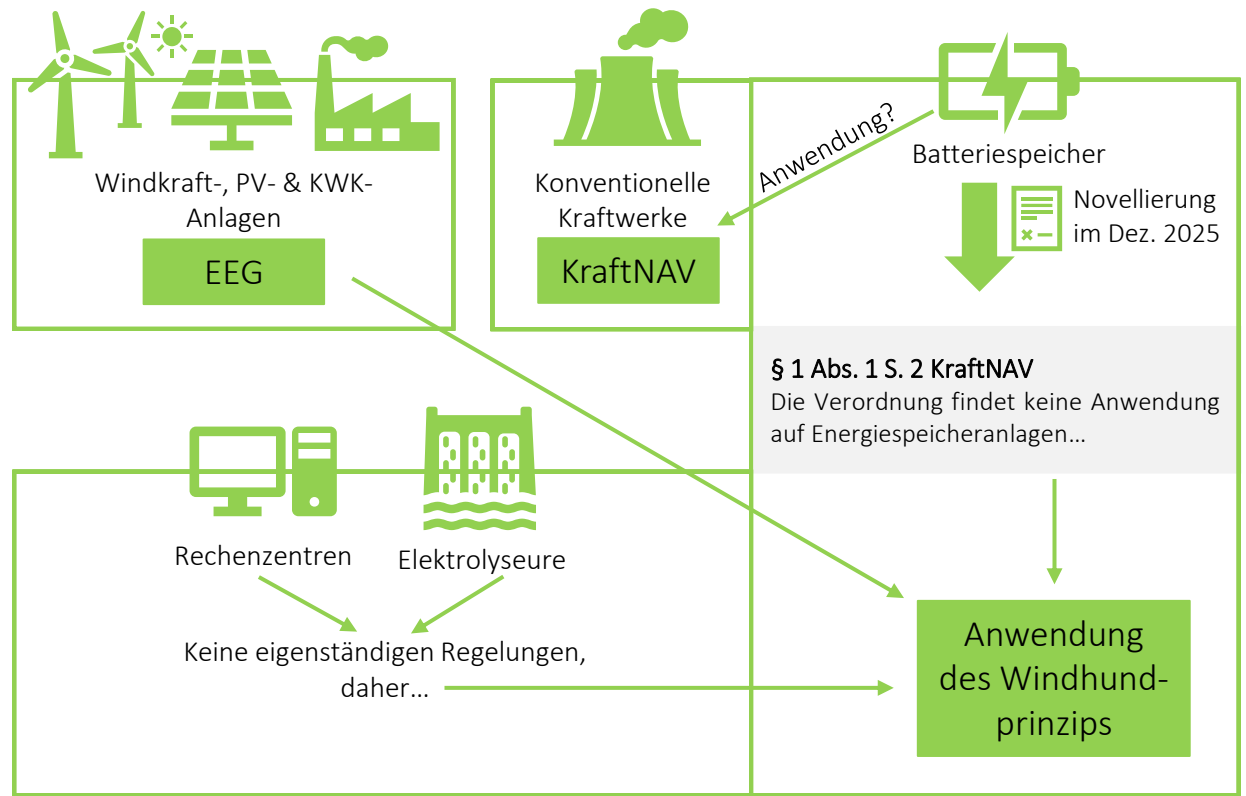 Windkraft-, PV- & KWK-
Anlagen
EEG
Konventionelle
Kraftwerke
KraftNAV
Anwendung?
Batteriespeicher
Novellierung
im Dez. 2025
§ 1 Abs. 1 S. 2 KraftNAV
Die Verordnung findet keine Anwendung
auf Energiespeicheranlagen…
Rechenzentren
Elektrolyseure
Keine eigenständigen Regelungen,
daher…
Anwendung
des Windhund-
prinzips